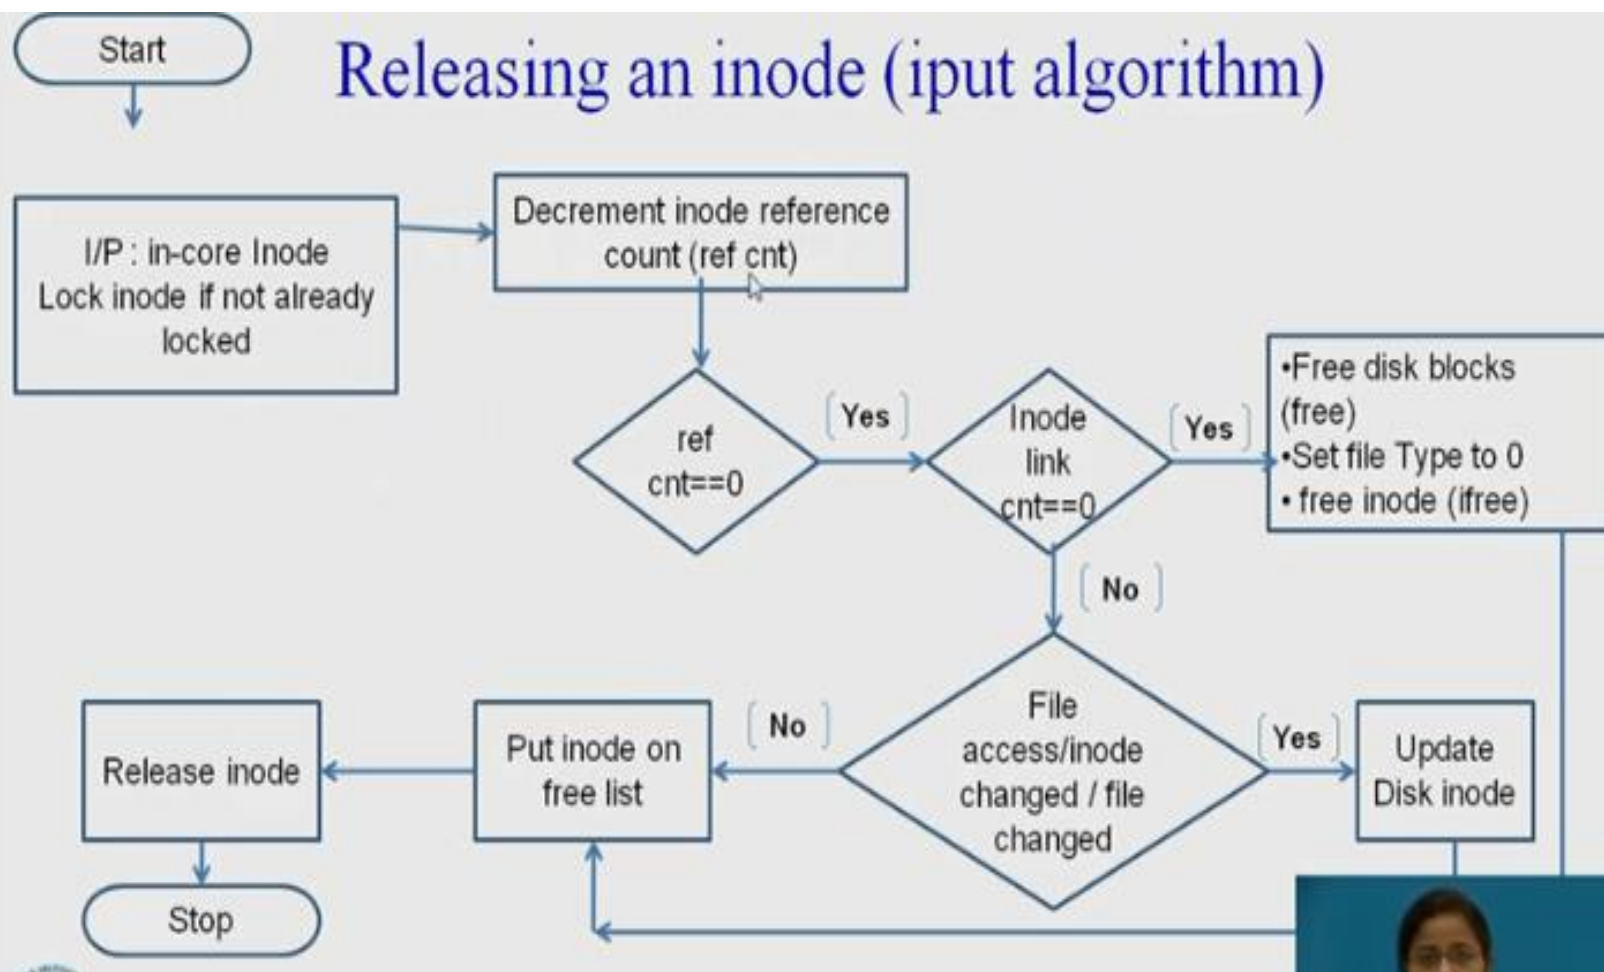 Start
Releasing an inode (iput algorithm)
I/P : in-core Inode
Lock inode if not already
locked
Decrement inode reference
count (ref cnt)
ref
cnt==0
Yes
Inode
link
cnt==0
Yes
•Free disk blocks
(free)
•Set file Type to 0
• free inode (ifree)
No
File
access/inode
changed / file
changed
Yes
Update
Disk inode
No
Put inode on
free list
Release inode
Stop